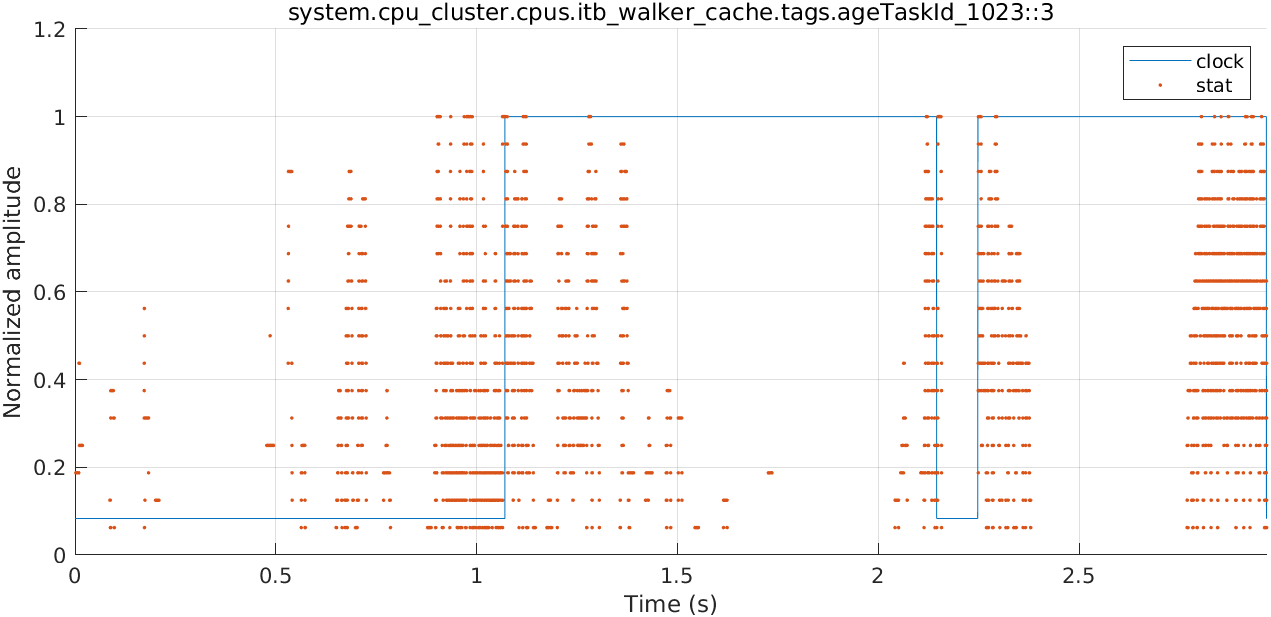 system.cpu_cluster.cpus.itb_walker_cache.tags.ageTaskId_1023::3
1.2
clock
stat
1
0.8
0.6
0.4
0.2
0
Normalized amplitude
0 0.5 1 1.5 2 2.5
Time (s)